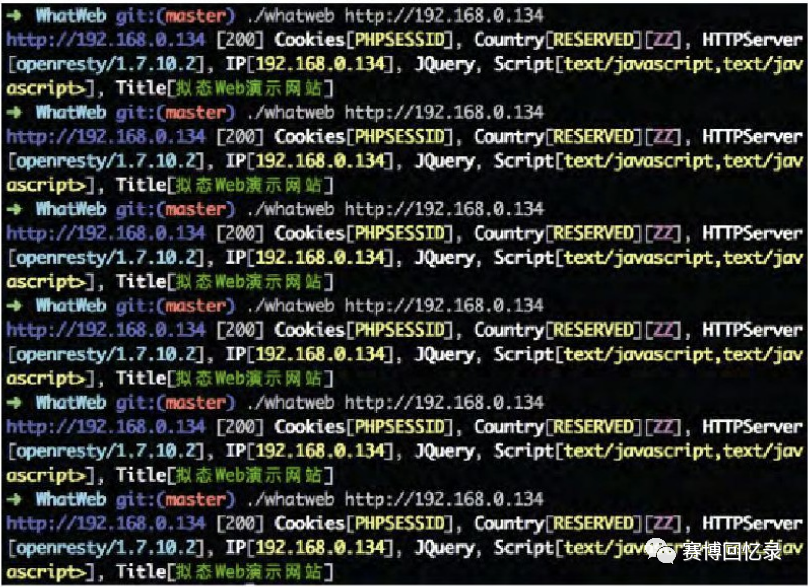 ➜ WhatWeb git:(master) ./whatweb http://192.168.0.134
http://192.168.0.134 [200] Cookies[PHPSESSID], Country[RESERVED][ZZ], HTTPServer
[openresty/1.7.10.2], IP[192.168.0.134], JQuery, Script[text/javascript,text/jav
ascript>], Title[拟态Web演示网站]
➜ WhatWeb git:(master) ./whatweb http://192.168.0.134
http://192.168.0.134 [200] Cookies[PHPSESSID], Country[RESERVED][ZZ], HTTPServer
[openresty/1.7.10.2], IP[192.168.0.134], JQuery, Script[text/javascript,text/jav
ascript>], Title[拟态Web演示网站]
➜ WhatWeb git:(master) ./whatweb http://192.168.0.134
http://192.168.0.134 [200] Cookies[PHPSESSID], Country[RESERVED][ZZ], HTTPServer
[openresty/1.7.10.2], IP[192.168.0.134], JQuery, Script[text/javascript,text/jav
ascript>], Title[拟态Web演示网站]
➜ WhatWeb git:(master) ./whatweb http://192.168.0.134
http://192.168.0.134 [200] Cookies[PHPSESSID], Country[RESERVED][ZZ], HTTPServer
[openresty/1.7.10.2], IP[192.168.0.134], JQuery, Script[text/javascript,text/jav
ascript>], Title[拟态Web演示网站]
➜ WhatWeb git:(master) ./whatweb http://192.168.0.134
http://192.168.0.134 [200] Cookies[PHPSESSID], Country[RESERVED][ZZ], HTTPServer
[openresty/1.7.10.2], IP[192.168.0.134], JQuery, Script[text/javascript,text/jav
ascript>], Title[拟态Web演示网站]
➜ WhatWeb git:(master) ./whatweb http://192.168.0.134
http://192.168.0.134 [200] Cookies[PHPSESSID], Country[RESERVED][ZZ], HTTPServer
[openresty/1.7.10.2], IP[192.168.0.134], JQuery, Script[text/javascript,text/jav
ascript>], Title[拟态Web演示网站]
赛博回忆录